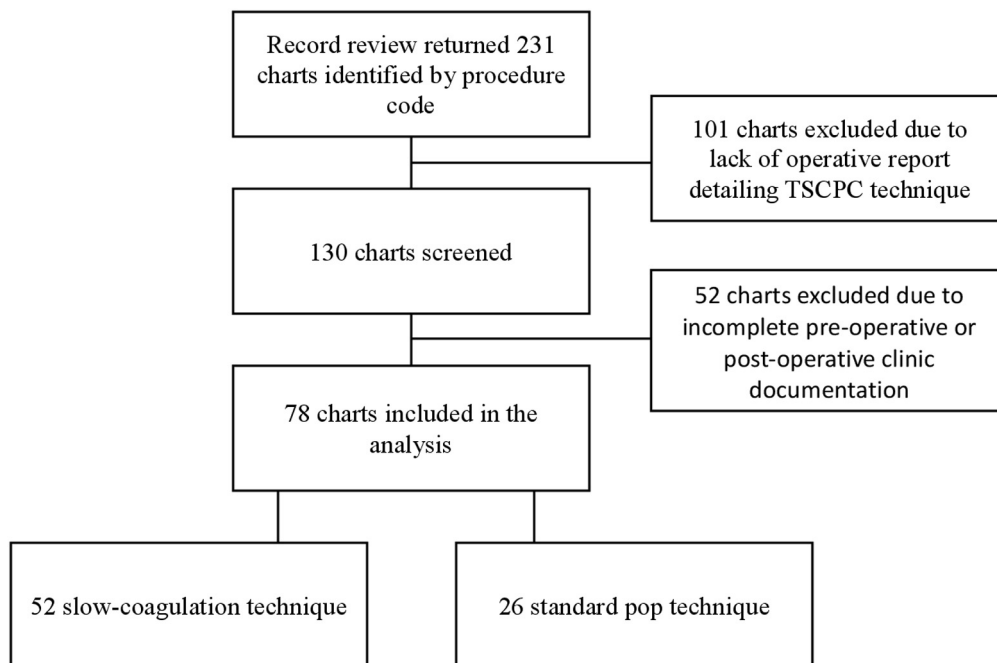 Record review returned 231
charts identified by procedure
code
101 charts excluded due to
lack of operative report
detailing TSCPC technique
130 charts screened
52 charts excluded due to
incomplete pre-operative or
post-operative clinic
documentation
78 charts included in the
analysis
52 slow-coagulation technique
26 standard pop technique